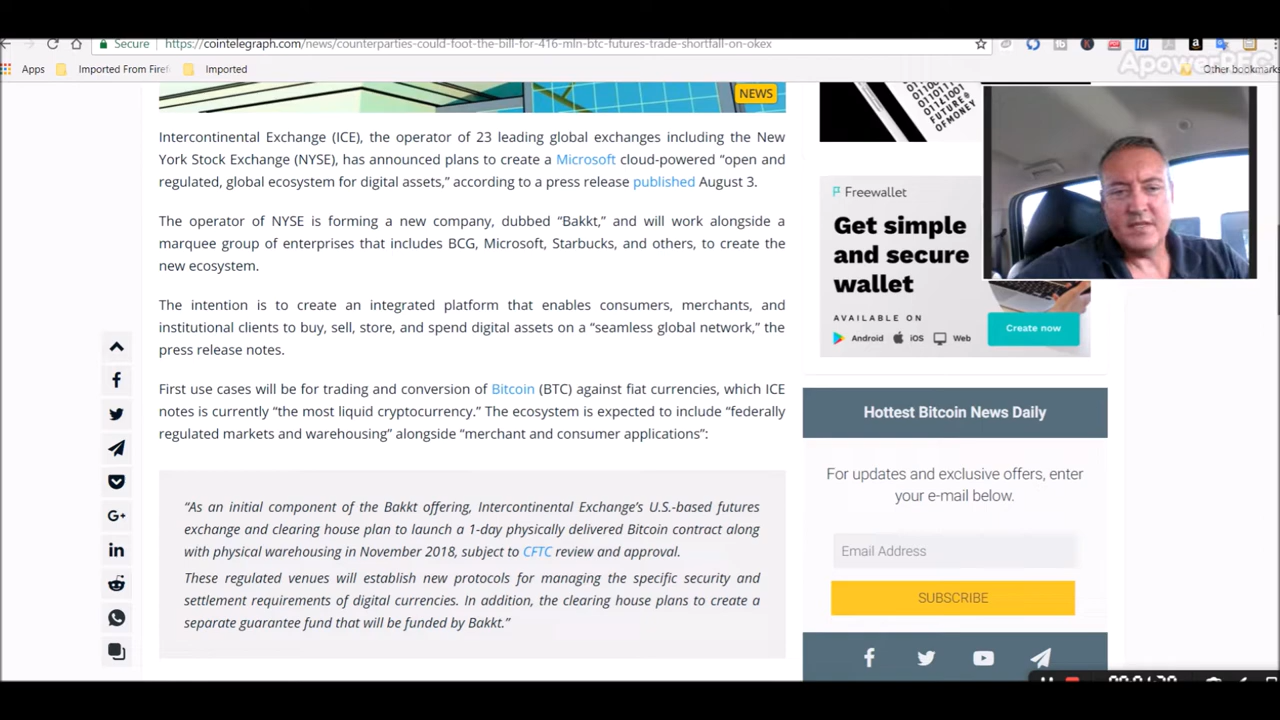 Secure
https://cointelegraph.com/news/counterparties-could-foot-the-bill-for-416-mln-btc-futures-trade-shortfall-on-okex
ApowerREC
Apps
Imported From Firef
Imported
Other bookmarks
NEWS
Intercontinental Exchange (ICE), the operator of 23 leading global exchanges including the New
York Stock Exchange (NYSE), has announced plans to create a Microsoft cloud-powered “open and
regulated, global ecosystem for digital assets,” according to a press release published August 3.
The operator of NYSE is forming a new company, dubbed “Bakkt,” and will work alongside a
marquee group of enterprises that includes BCG, Microsoft, Starbucks, and others, to create the
new ecosystem.
The intention is to create an integrated platform that enables consumers, merchants, and
institutional clients to buy, sell, store, and spend digital assets on a “seamless global network,” the
press release notes.
First use cases will be for trading and conversion of Bitcoin (BTC) against fiat currencies, which ICE
notes is currently “the most liquid cryptocurrency.” The ecosystem is expected to include “federally
regulated markets and warehousing” alongside “merchant and consumer applications”:
“As an initial component of the Bakkt offering, Intercontinental Exchange’s U.S.-based futures
exchange and clearing house plan to launch a 1-day physically delivered Bitcoin contract along
with physical warehousing in November 2018, subject to CFTC review and approval.
These regulated venues will establish new protocols for managing the specific security and
settlement requirements of digital currencies. In addition, the clearing house plans to create a
separate guarantee fund that will be funded by Bakkt.”
FUTURE
OF MONEY
Freewallet
Get simple
and secure
wallet
AVAILABLE ON
Android
iOS
Web
Create now
Hottest Bitcoin News Daily
For updates and exclusive offers, enter
your e-mail below.
Email Address
SUBSCRIBE